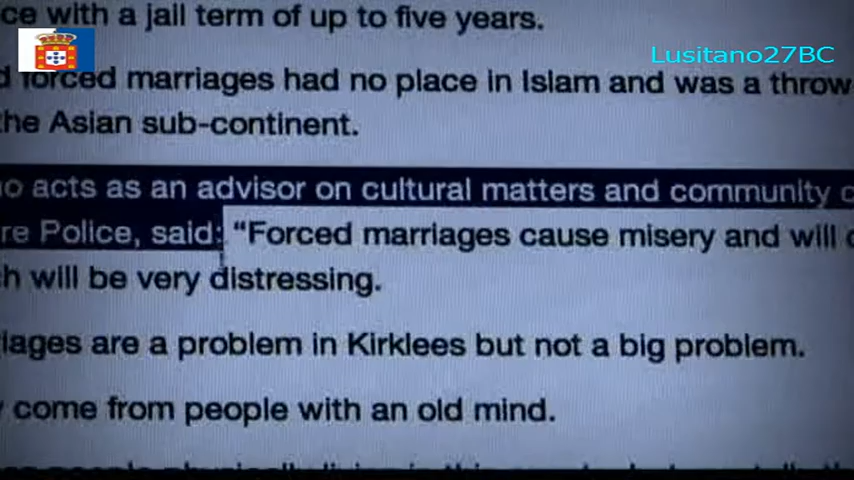 ce with a jail term of up to five years.
Lusitano27BC
forced marriages had no place in Islam and was a throw
he Asian sub-continent.
o acts as an advisor on cultural matters and community c
re Police, said: “Forced marriages cause misery and will
h will be very distressing.
iages are a problem in Kirklees but not a big problem.
come from people with an old mind.